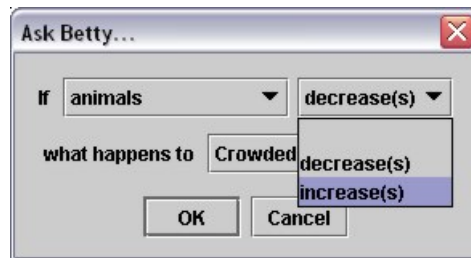 Ask Betty...
If animals decrease(s)
what happens to Crowded
decrease(s)
increase(s)
OK Cancel